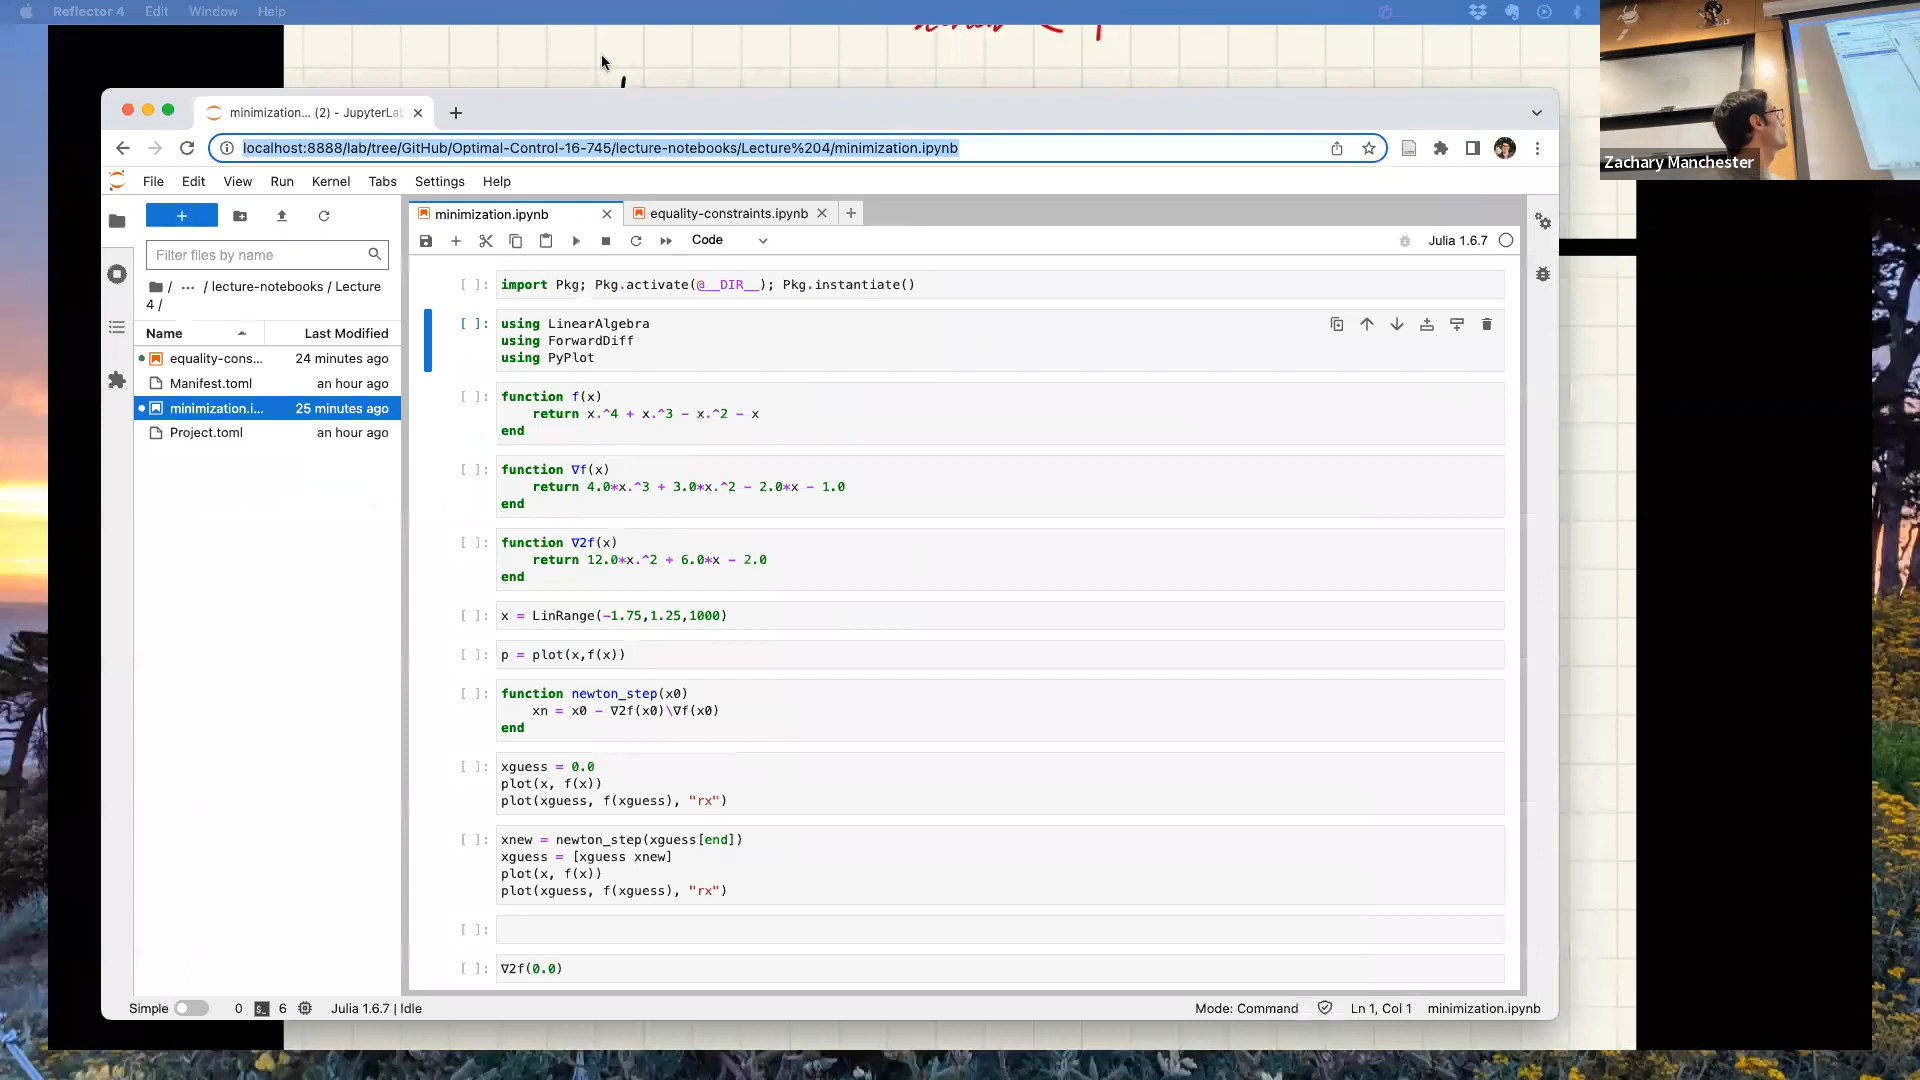 Reflector 4 Edit Window Help
minimization... (2) - JupyterLab
localhost:8888/lab/tree/GitHub/Optimal-Control-16-745/lecture-notebooks/Lecture%204/minimization.ipynb
Zachary Manchester
File Edit View Run Kernel Tabs Settings Help
minimization.ipynb
equality-constraints.ipynb
Code
Julia 1.6.7
Filter files by name
/ ··· / lecture-notebooks / Lecture
4 /
Name Last Modified
equality-cons... 24 minutes ago
Manifest.toml an hour ago
minimization.i... 25 minutes ago
Project.toml an hour ago
[ ]: import Pkg; Pkg.activate(@__DIR__); Pkg.instantiate()
[ ]: using LinearAlgebra
using ForwardDiff
using PyPlot
[ ]: function f(x)
return x.^4 + x.^3 - x.^2 - x
end
[ ]: function ∇f(x)
return 4.0*x.^3 + 3.0*x.^2 - 2.0*x - 1.0
end
[ ]: function ∇2f(x)
return 12.0*x.^2 + 6.0*x - 2.0
end
[ ]: x = LinRange(-1.75,1.25,1000)
[ ]: p = plot(x,f(x))
[ ]: function newton_step(x0)
xn = x0 - ∇2f(x0)\∇f(x0)
end
[ ]: xguess = 0.0
plot(x, f(x))
plot(xguess, f(xguess), "rx")
[ ]: xnew = newton_step(xguess[end])
xguess = [xguess xnew]
plot(x, f(x))
plot(xguess, f(xguess), "rx")
[ ]:
[ ]: ∇2f(0.0)
Simple 0 6 Julia 1.6.7 | Idle
Mode: Command Ln 1, Col 1 minimization.ipynb